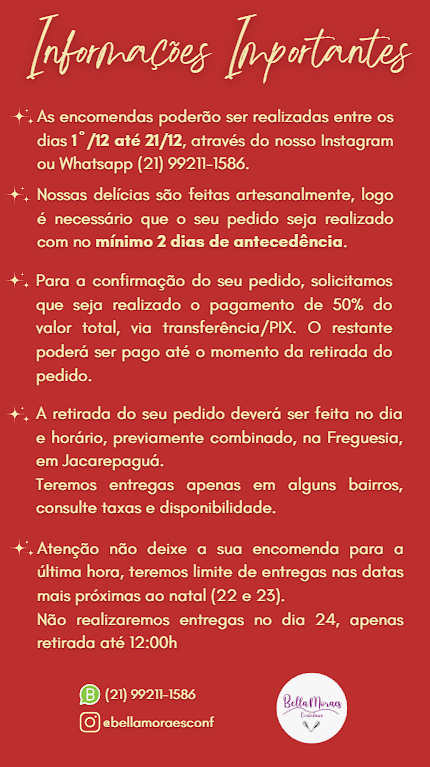 Informações Importantes
As encomendas poderão ser realizadas entre os
dias 1°/12 até 21/12, através do nosso Instagram
ou Whatsapp (21) 99211-1586.
Nossas delícias são feitas artesanalmente, logo
é necessário que o seu pedido seja realizado
com no mínimo 2 dias de antecedência.
Para a confirmação do seu pedido, solicitamos
que seja realizado o pagamento de 50% do
valor total, via transferência/PIX. O restante
poderá ser pago até o momento da retirada do
pedido.
A retirada do seu pedido deverá ser feita no dia
e horário, previamente combinado, na Freguesia,
em Jacarepaguá.
Teremos entregas apenas em alguns bairros,
consulte taxas e disponibilidade.
Atenção não deixe a sua encomenda para a
última hora, teremos limite de entregas nas datas
mais próximas ao natal (22 e 23).
Não realizaremos entregas no dia 24, apenas
retirada até 12:00h
B (21) 99211-1586
@bellamoraesconf
Bella Moraes
Confeitaria